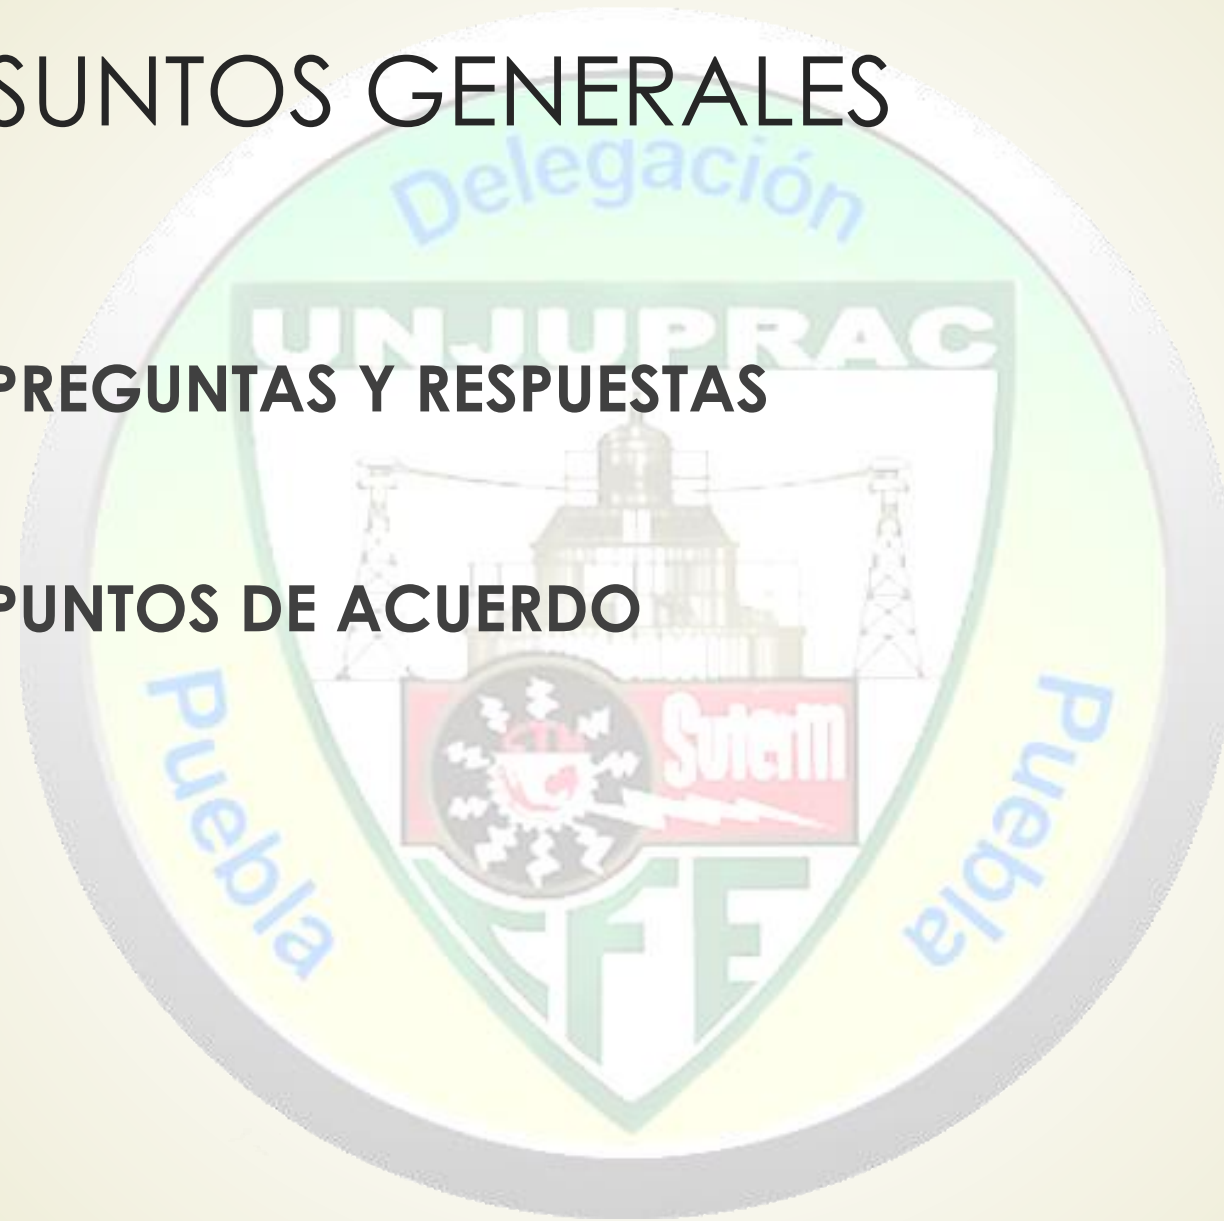 SUNTOS GENERALES
Delegación
UNJUPRAC
PREGUNTAS Y RESPUESTAS
PUNTOS DE ACUERDO
Puebla
Puebla
Suterm
CFE